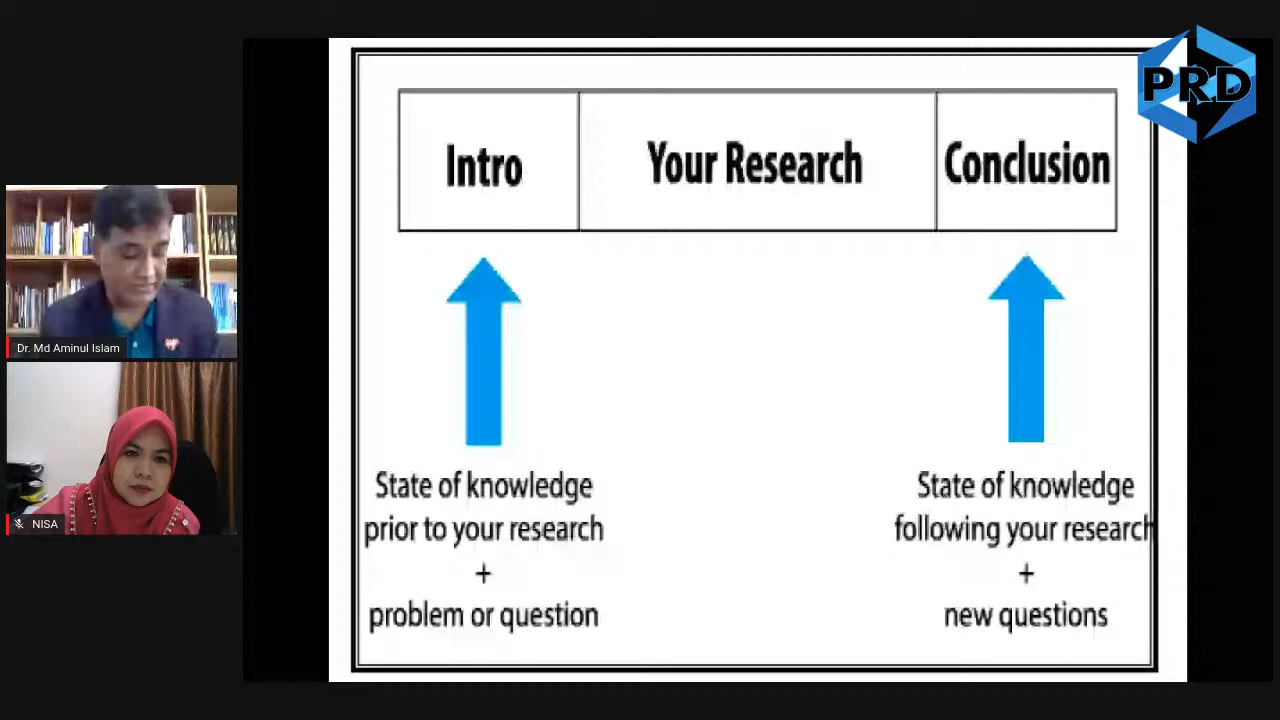 PRD
Intro
Your Research
Conclusion
State of knowledge
prior to your research
+
problem or question
State of knowledge
following your research
+
new questions
Dr. Md Aminul Islam
NISA